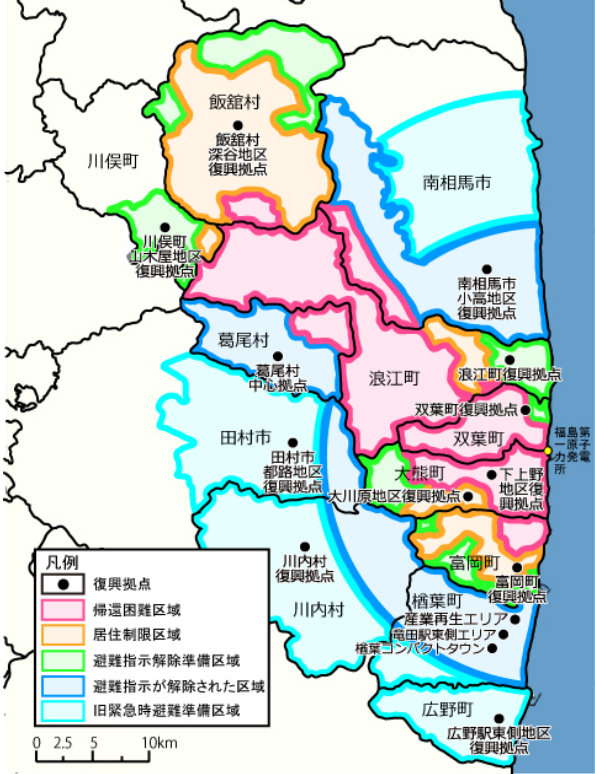 飯舘村
飯舘村
深谷地区
復興拠点
川俣町
南相馬市
川俣町
山木屋地区
復興拠点
南相馬市
小高地区
復興拠点
葛尾村
葛尾村
中心拠点
浪江町
浪江町復興拠点
双葉町復興拠点
双葉町
福島第
一原子
力発電
所
田村市
田村市
都路地区
復興拠点
大熊町
下上野
地区復
興拠点
大川原地区復興拠点
富岡町
富岡町
復興拠点
川内村
復興拠点
川内村
楢葉町
産業再生エリア
竜田駅東側エリア
楢葉コンパクトタウン
広野町
広野駅東側地区
復興拠点
凡例
復興拠点
帰還困難区域
居住制限区域
避難指示解除準備区域
避難指示が解除された区域
旧緊急時避難準備区域
0 2.5 5 10km